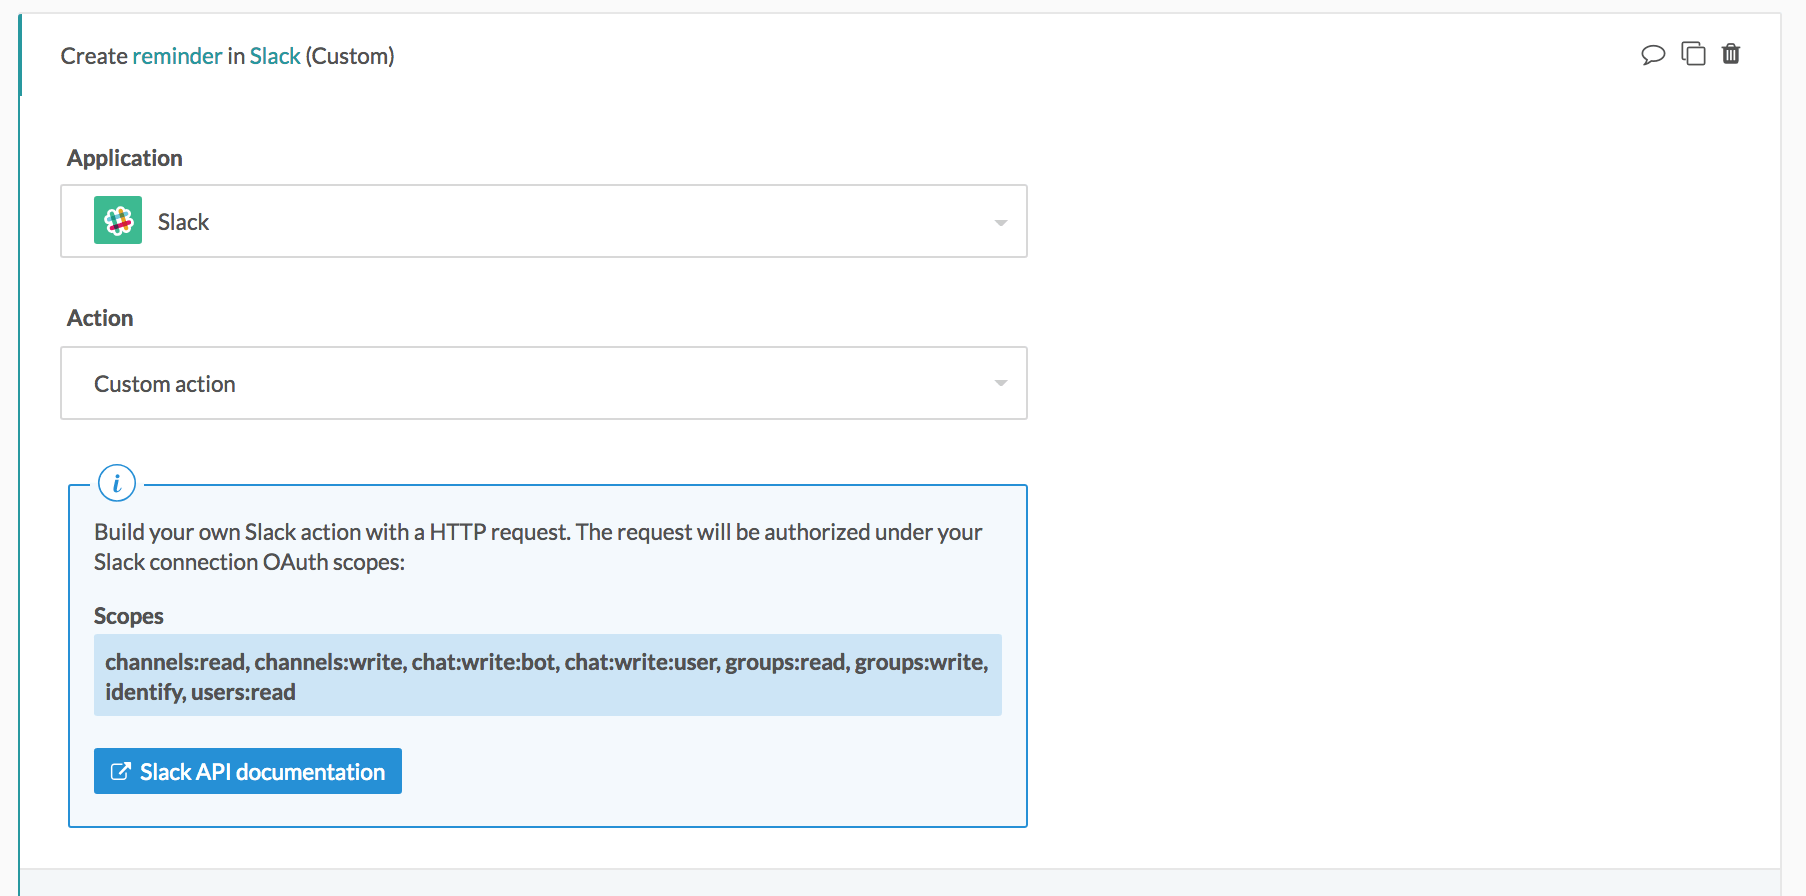 Create reminder in Slack (Custom)
Application
Slack
Action
Custom action
i
Build your own Slack action with a HTTP request. The request will be authorized under your
Slack connection OAuth scopes:
Scopes
channels:read, channels:write, chat:write:bot, chat:write:user, groups:read, groups:write,
identify, users:read
Slack API documentation